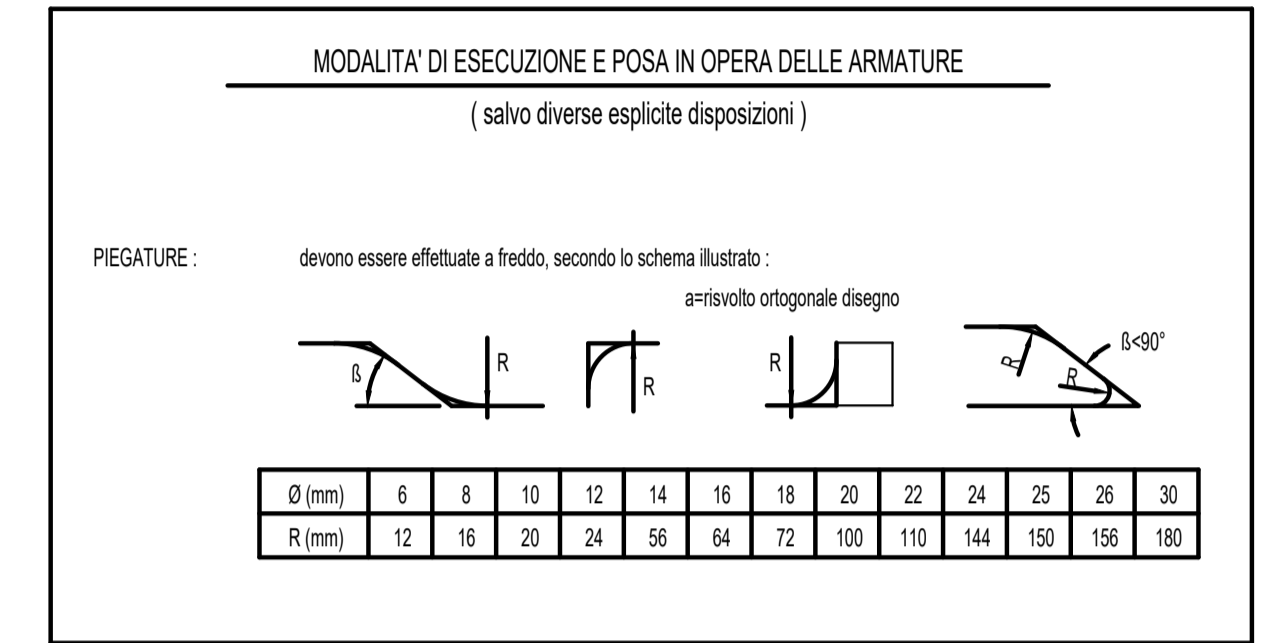 MODALITA' DI ESECUZIONE E POSA IN OPERA DELLE ARMATURE
( salvo diverse esplicite disposizioni )
PIEGATURE : devono essere effettuate a freddo, secondo lo schema illustrato :
a=risvolto ortogonale disegno
ß R R R R R ß<90°
Ø (mm) 6 8 10 12 14 16 18 20 22 24 25 26 30
R (mm) 12 16 20 24 56 64 72 100 110 144 150 156 180